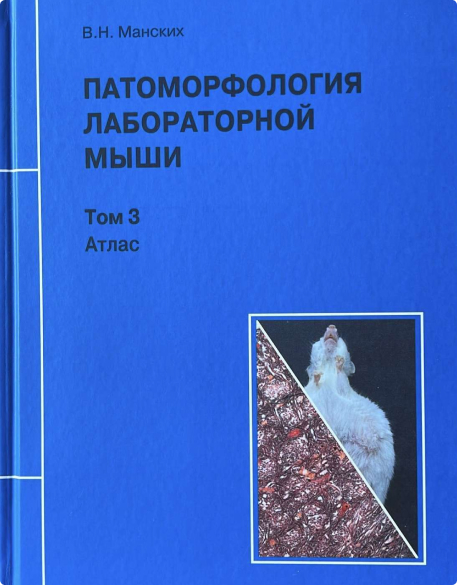 В.Н. Манских
ПАТОМОРФОЛОГИЯ
ЛАБОРАТОРНОЙ
МЫШИ
Том 3
Атлас